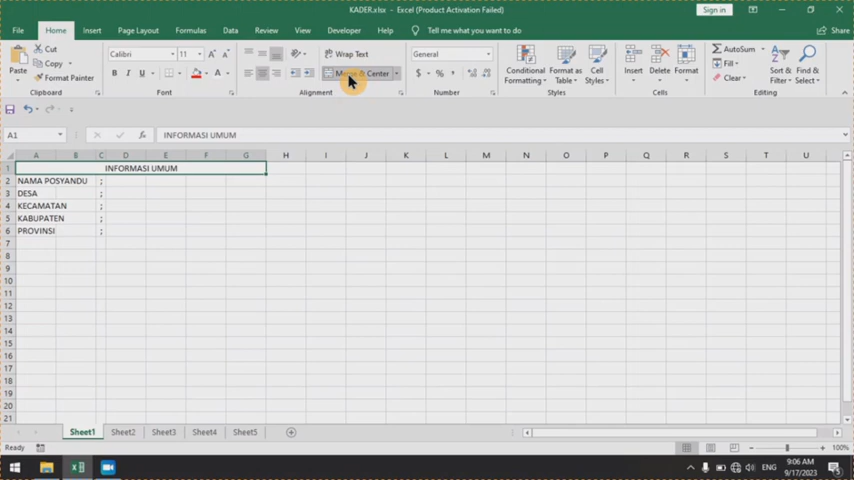 KADER.xlsx - Excel (Product Activation Failed)
Sign in
File Home Insert Page Layout Formulas Data Review View Developer Help Tell me what you want to do Share
Paste
Cut
Copy
Format Painter
Clipboard
Calibri 11
B I U
Font
Wrap Text
Merge & Center
Alignment
General
$ % ,
Number
Conditional Formatting
Format as Table
Cell Styles
Styles
Insert
Delete
Format
Cells
AutoSum
Fill
Clear
Sort & Filter
Find & Select
Editing
A1 fx INFORMASI UMUM
A B C D E F G H I J K L M N O P Q R S T U
1 INFORMASI UMUM
2 NAMA POSYANDU ;
3 DESA ;
4 KECAMATAN ;
5 KABUPATEN ;
6 PROVINSI ;
7
8
9
10
11
12
13
14
15
16
17
18
19
20
21
Sheet1 Sheet2 Sheet3 Sheet4 Sheet5
Ready 100%
ENG
9:06 AM
9/17/2023